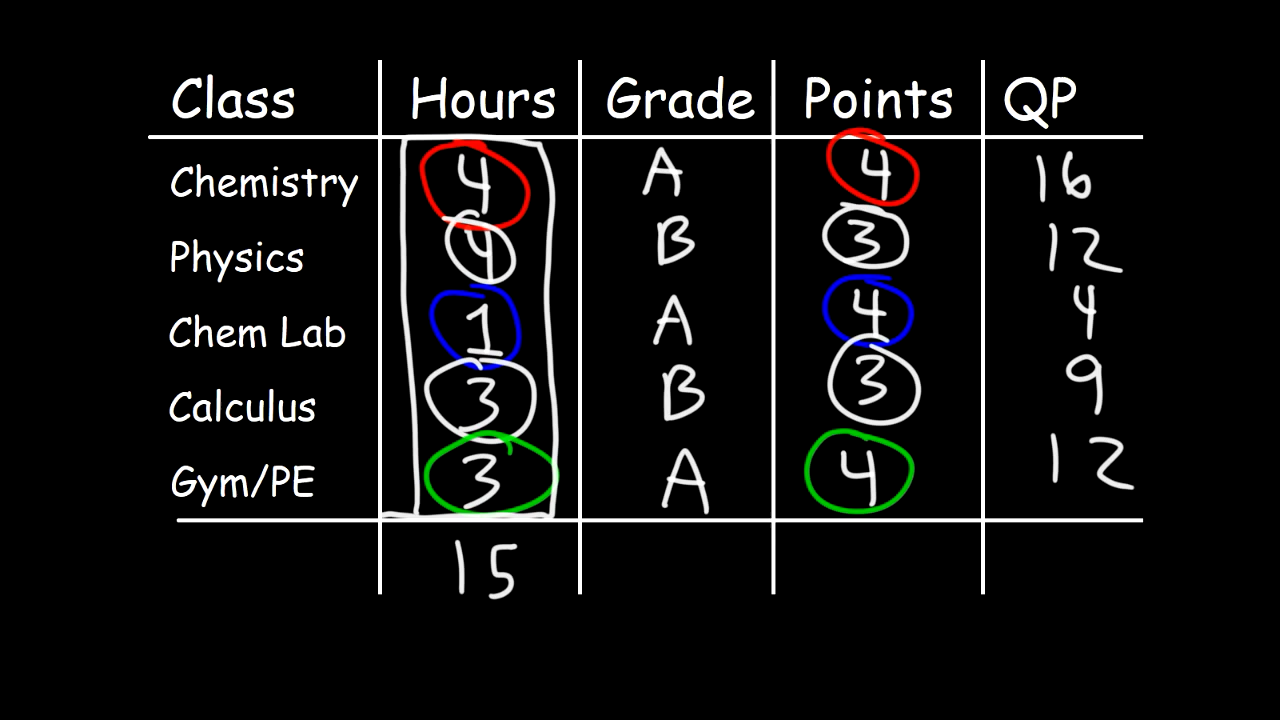 Class Hours Grade Points QP
Chemistry 4 A 4 16
Physics 4 B 3 12
Chem Lab 1 A 4 4
Calculus 3 B 3 9
Gym/PE 3 A 4 12
15